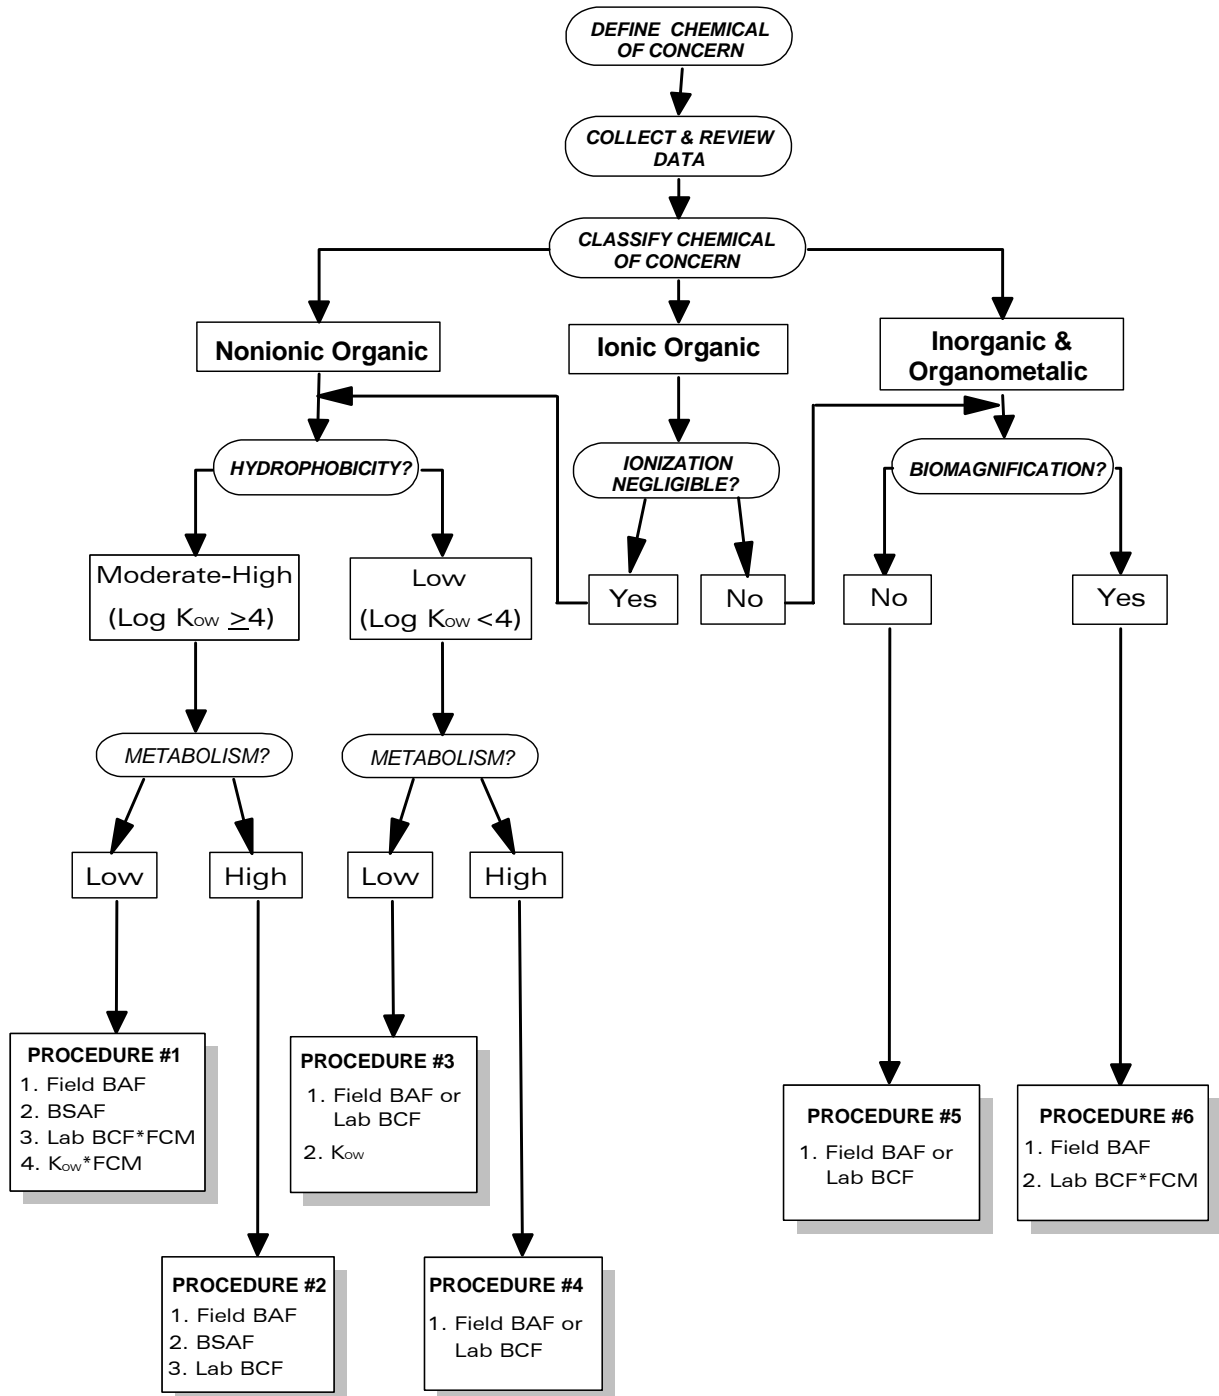 DEFINE CHEMICAL
OF CONCERN
COLLECT & REVIEW
DATA
CLASSIFY CHEMICAL
OF CONCERN
Nonionic Organic
Ionic Organic
Inorganic &
Organometalic
HYDROPHOBICITY?
IONIZATION
NEGLIGIBLE?
BIOMAGNIFICATION?
Moderate-High
(Log Kow ≥4)
Low
(Log Kow <4)
Yes
No
No
Yes
METABOLISM?
METABOLISM?
Low
High
Low
High
PROCEDURE #1
1. Field BAF
2. BSAF
3. Lab BCF*FCM
4. Kow*FCM
PROCEDURE #3
1. Field BAF or
Lab BCF
2. Kow
PROCEDURE #5
1. Field BAF or
Lab BCF
PROCEDURE #6
1. Field BAF
2. Lab BCF*FCM
PROCEDURE #2
1. Field BAF
2. BSAF
3. Lab BCF
PROCEDURE #4
1. Field BAF or
Lab BCF